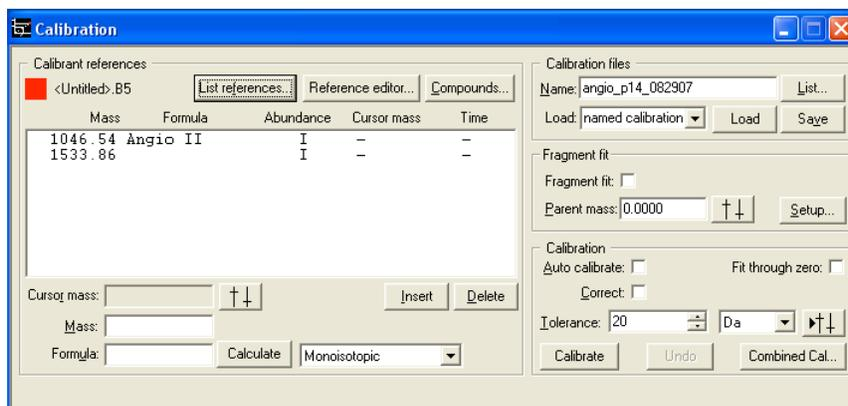 Calibration
Calibrant references
<Untitled>.B5 List references... Reference editor... Compounds...
Mass Formula Abundance Cursor mass Time
1046.54 Angio II I – –
1533.86 I – –
Cursor mass: Insert Delete
Mass:
Formula: Calculate Monoisotopic
Calibration files
Name: angio_p14_082907 List...
Load: named calibration Load Save
Fragment fit
Fragment fit:
Parent mass: 0.0000 Setup...
Calibration
Auto calibrate: Fit through zero:
Correct:
Tolerance: 20 Da
Calibrate Undo Combined Cal...